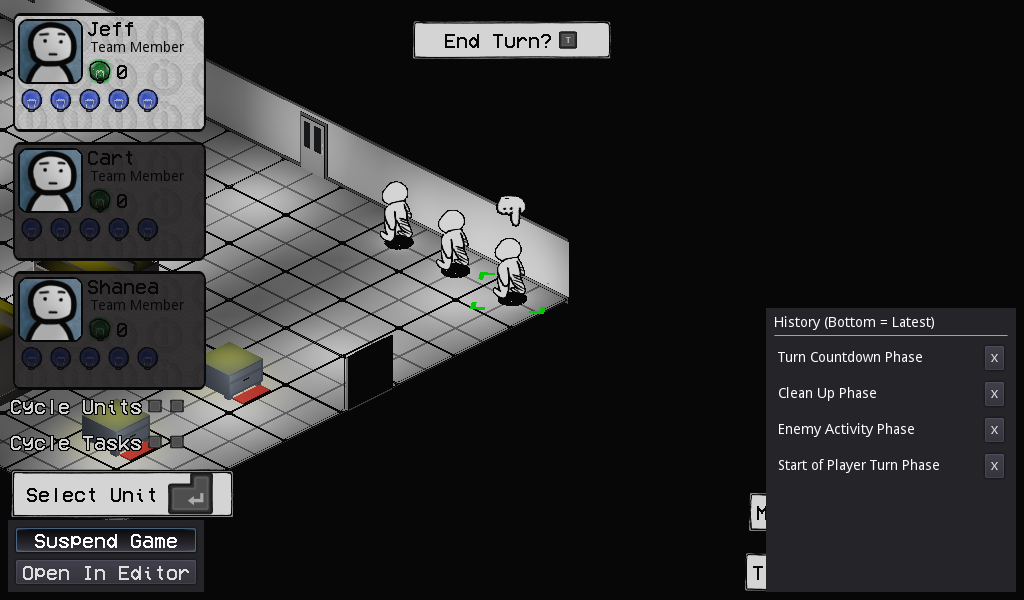 Jeff
Team Member
0
End Turn? T
Cart
Team Member
0
Shanea
Team Member
0
History (Bottom = Latest)
Turn Countdown Phase X
Clean Up Phase X
Enemy Activity Phase X
Start of Player Turn Phase X
Cycle Units
Cycle Tasks
Select Unit
Suspend Game
Open In Editor
M
T